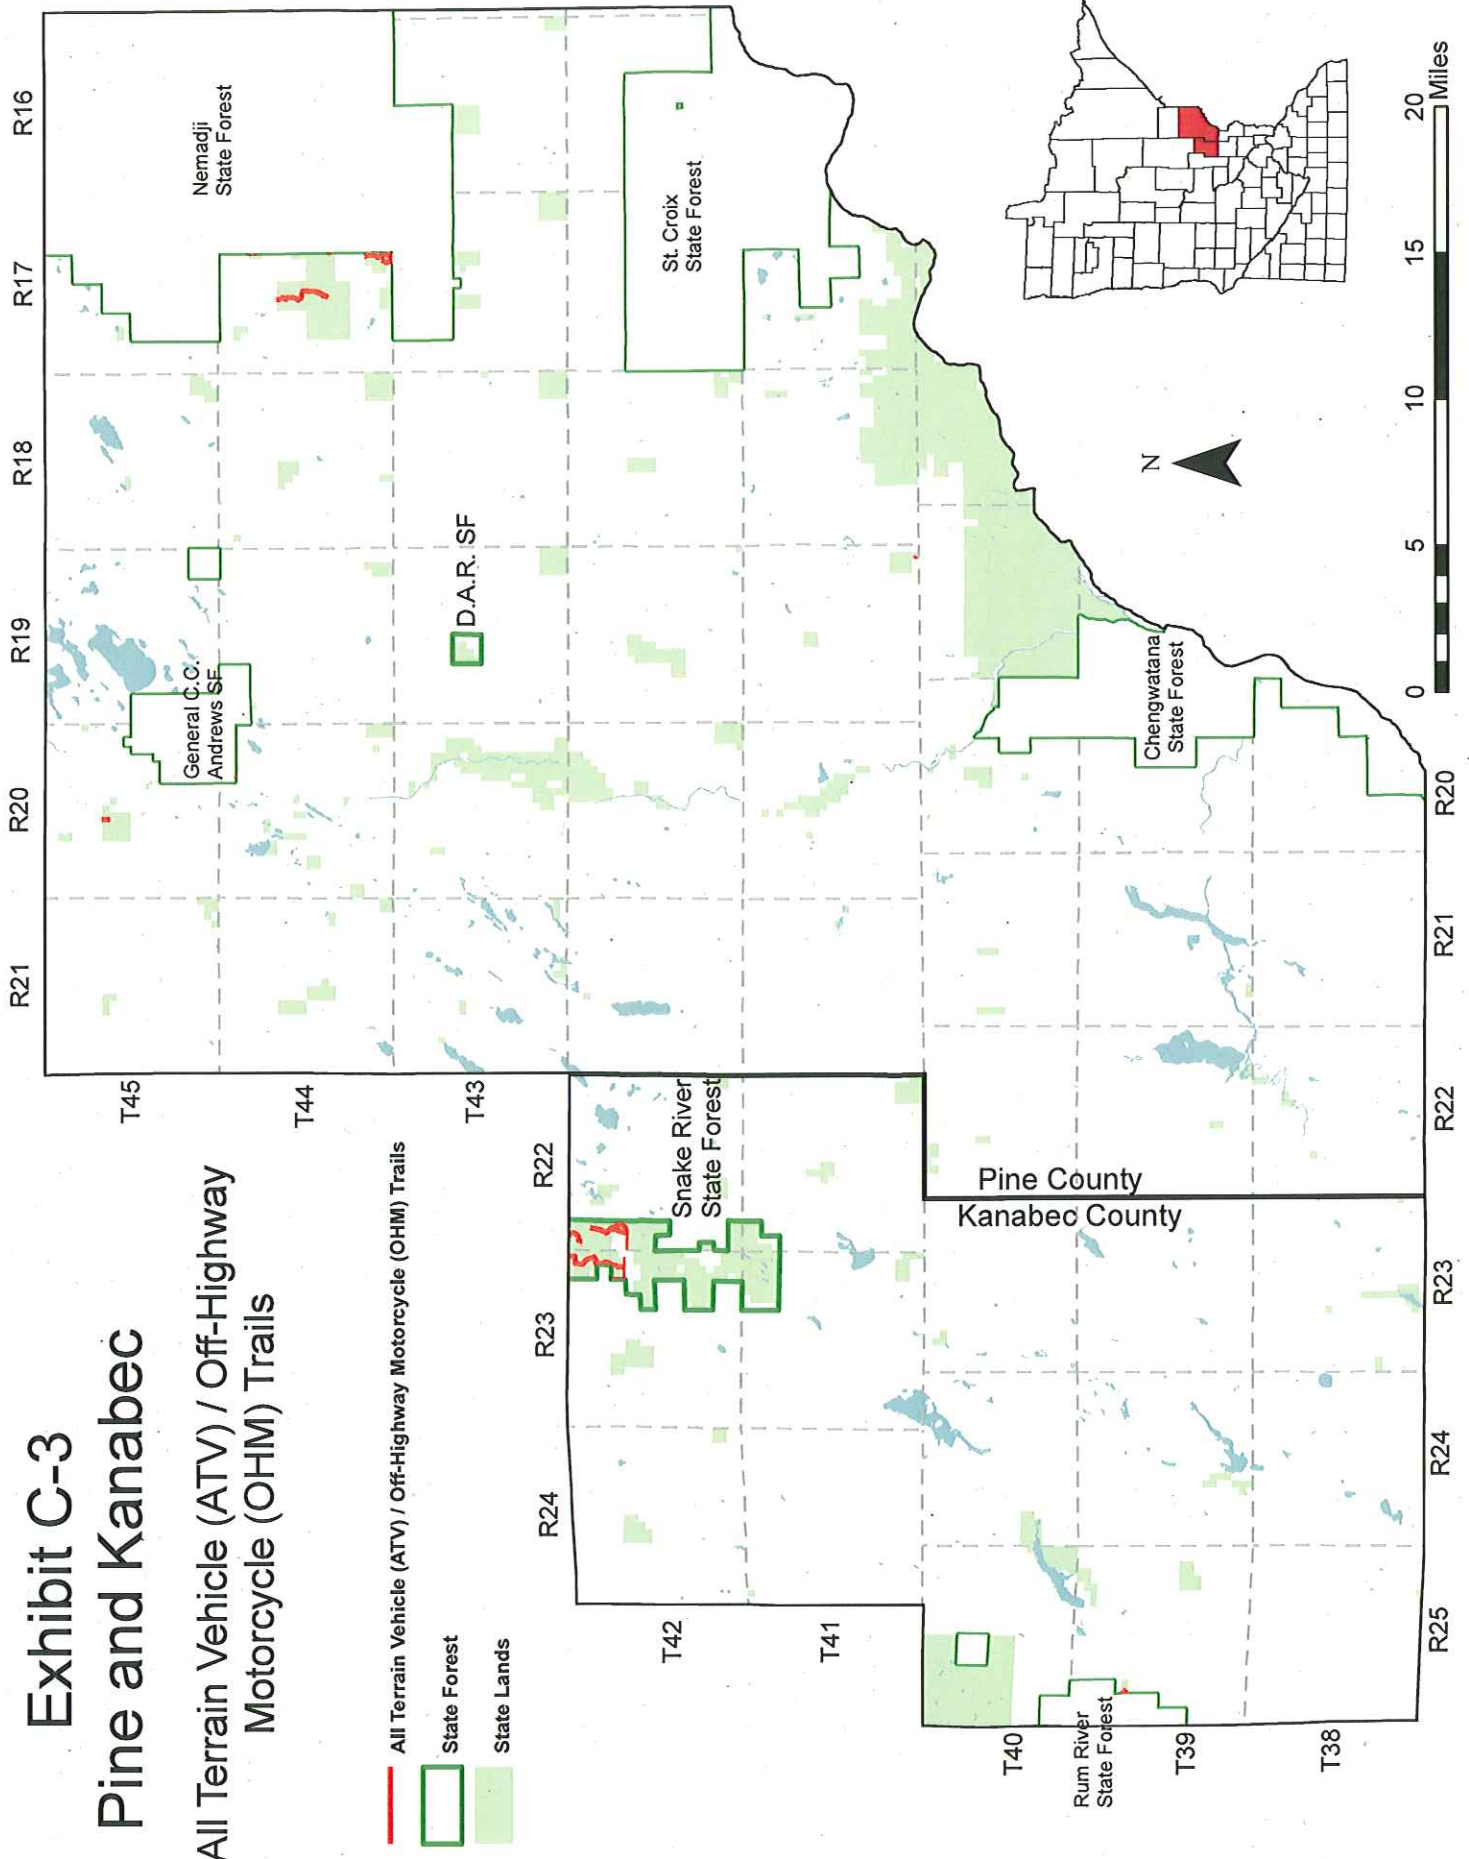 Exhibit C-3
Pine and Kanabec
All Terrain Vehicle (ATV) / Off-Highway
Motorcycle (OHM) Trails
All Terrain Vehicle (ATV) / Off-Highway Motorcycle (OHM) Trails
State Forest
State Lands
R21
R20
R19
R18
R17
R16
T45
T44
T43
Nemadji
State Forest
General C.C.
Andrews SF
D.A.R. SF
St. Croix
State Forest
R24
R23
R22
T42
T41
Snake River
State Forest
Pine County
Kanabec County
Chengwatana
State Forest
T40
Rum River
State Forest
T39
T38
R25
R24
R23
R22
R21
R20
N
0
5
10
15
20
Miles